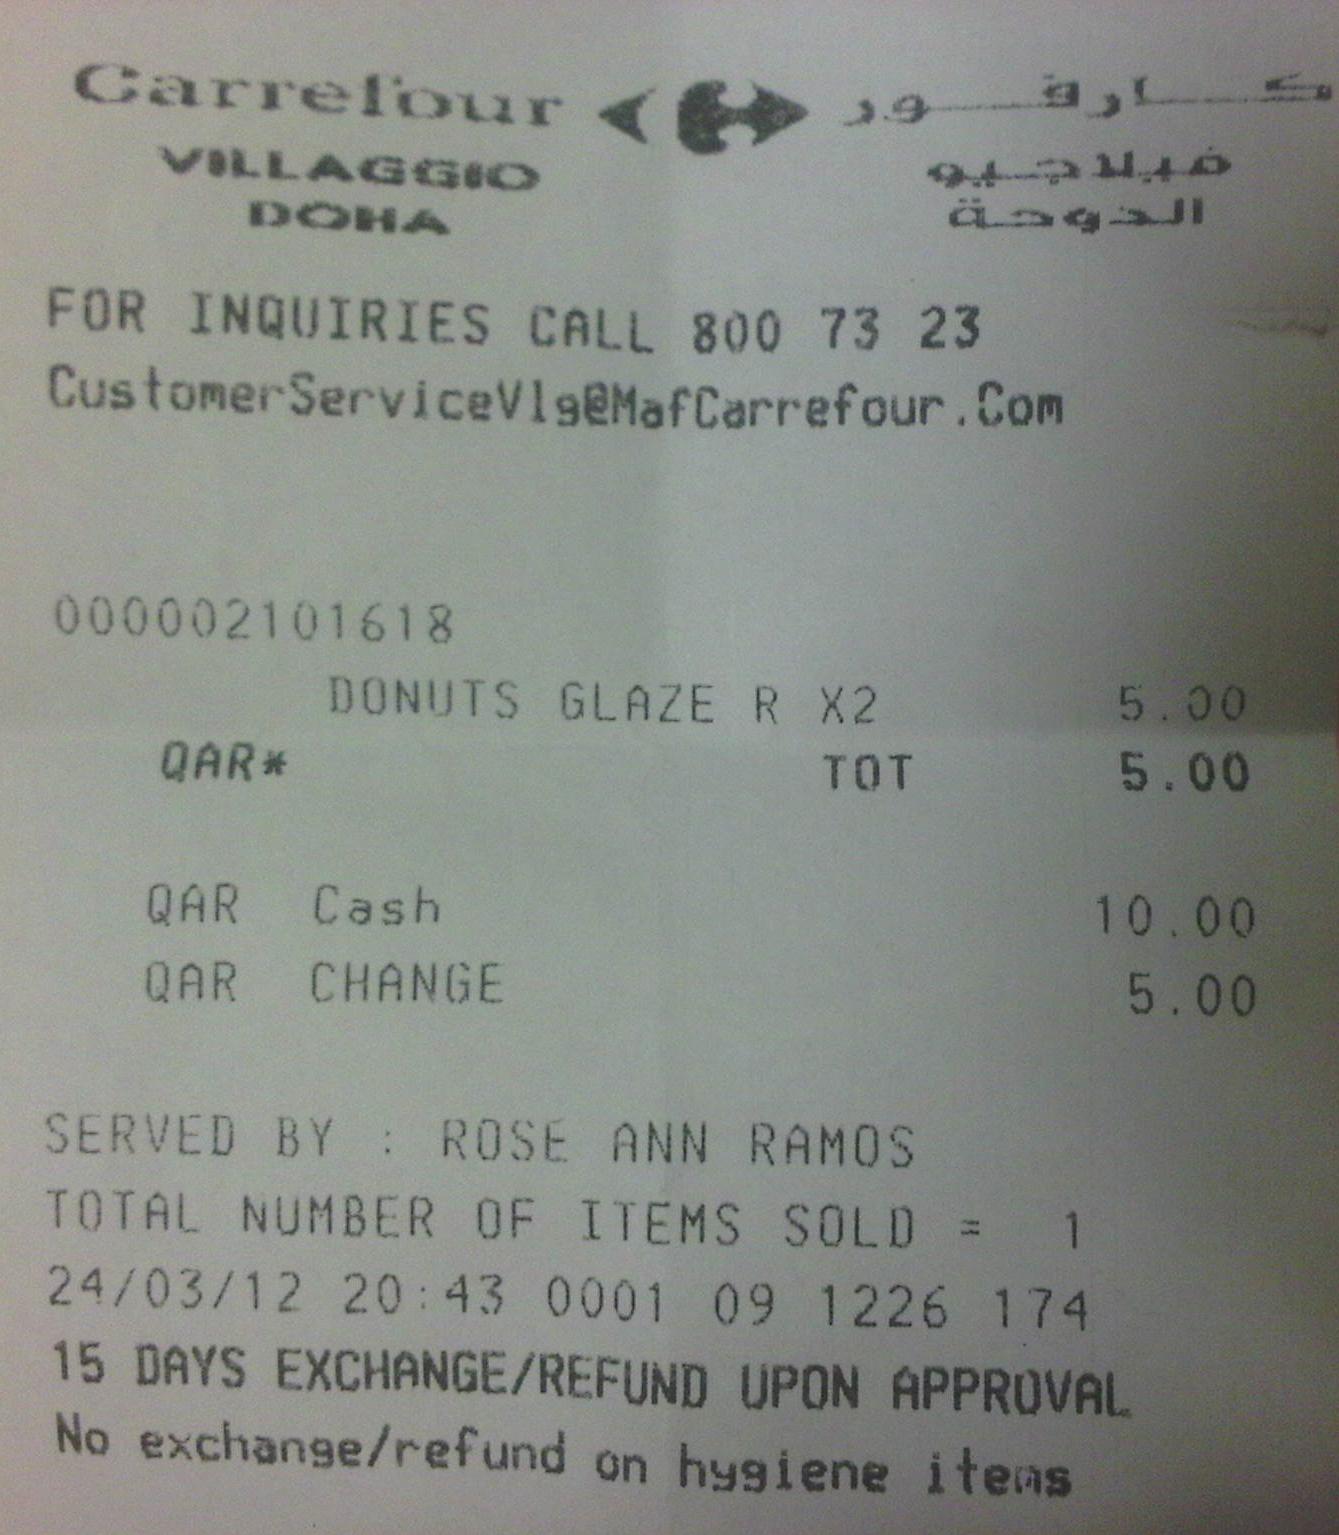 Carrefour كارفور
VILLAGGIO فيلاجيو
DOHA الدوحة
FOR INQUIRIES CALL 800 73 23
CustomerServiceVlg@MafCarrefour.Com
000002101618
DONUTS GLAZE R X2 5.00
QAR* TOT 5.00
QAR Cash 10.00
QAR CHANGE 5.00
SERVED BY : ROSE ANN RAMOS
TOTAL NUMBER OF ITEMS SOLD = 1
24/03/12 20:43 0001 09 1226 174
15 DAYS EXCHANGE/REFUND UPON APPROVAL
No exchange/refund on hygiene items